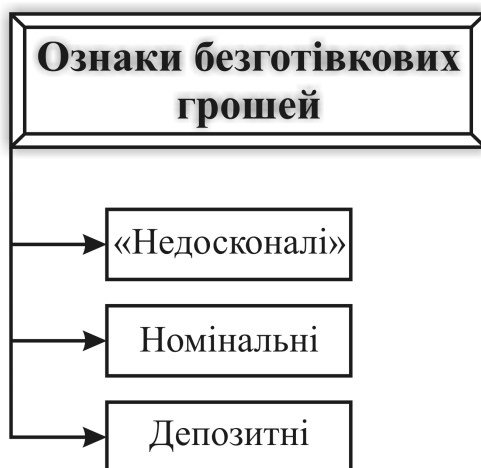 Ознаки безготівкових
грошей
«Недосконалі»
Номінальні
Депозитні